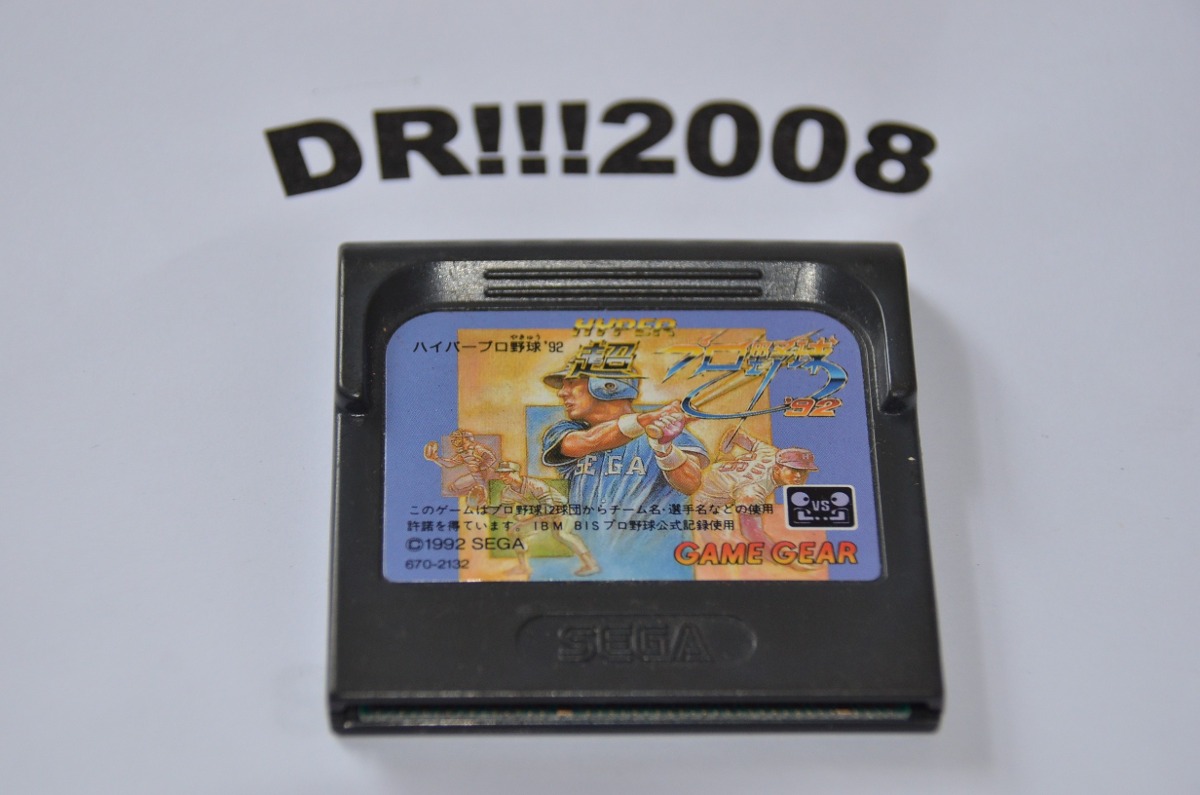 DR!!!2008
HYPER
ハイパープロ野球'92
やきゅう
超プロ野球
'92
SEGA
VS
このゲームはプロ野球12球団からチーム名・選手名などの使用
許諾を得ています。IBM BISプロ野球公式記録使用
©1992 SEGA
670-2132
GAME GEAR
SEGA